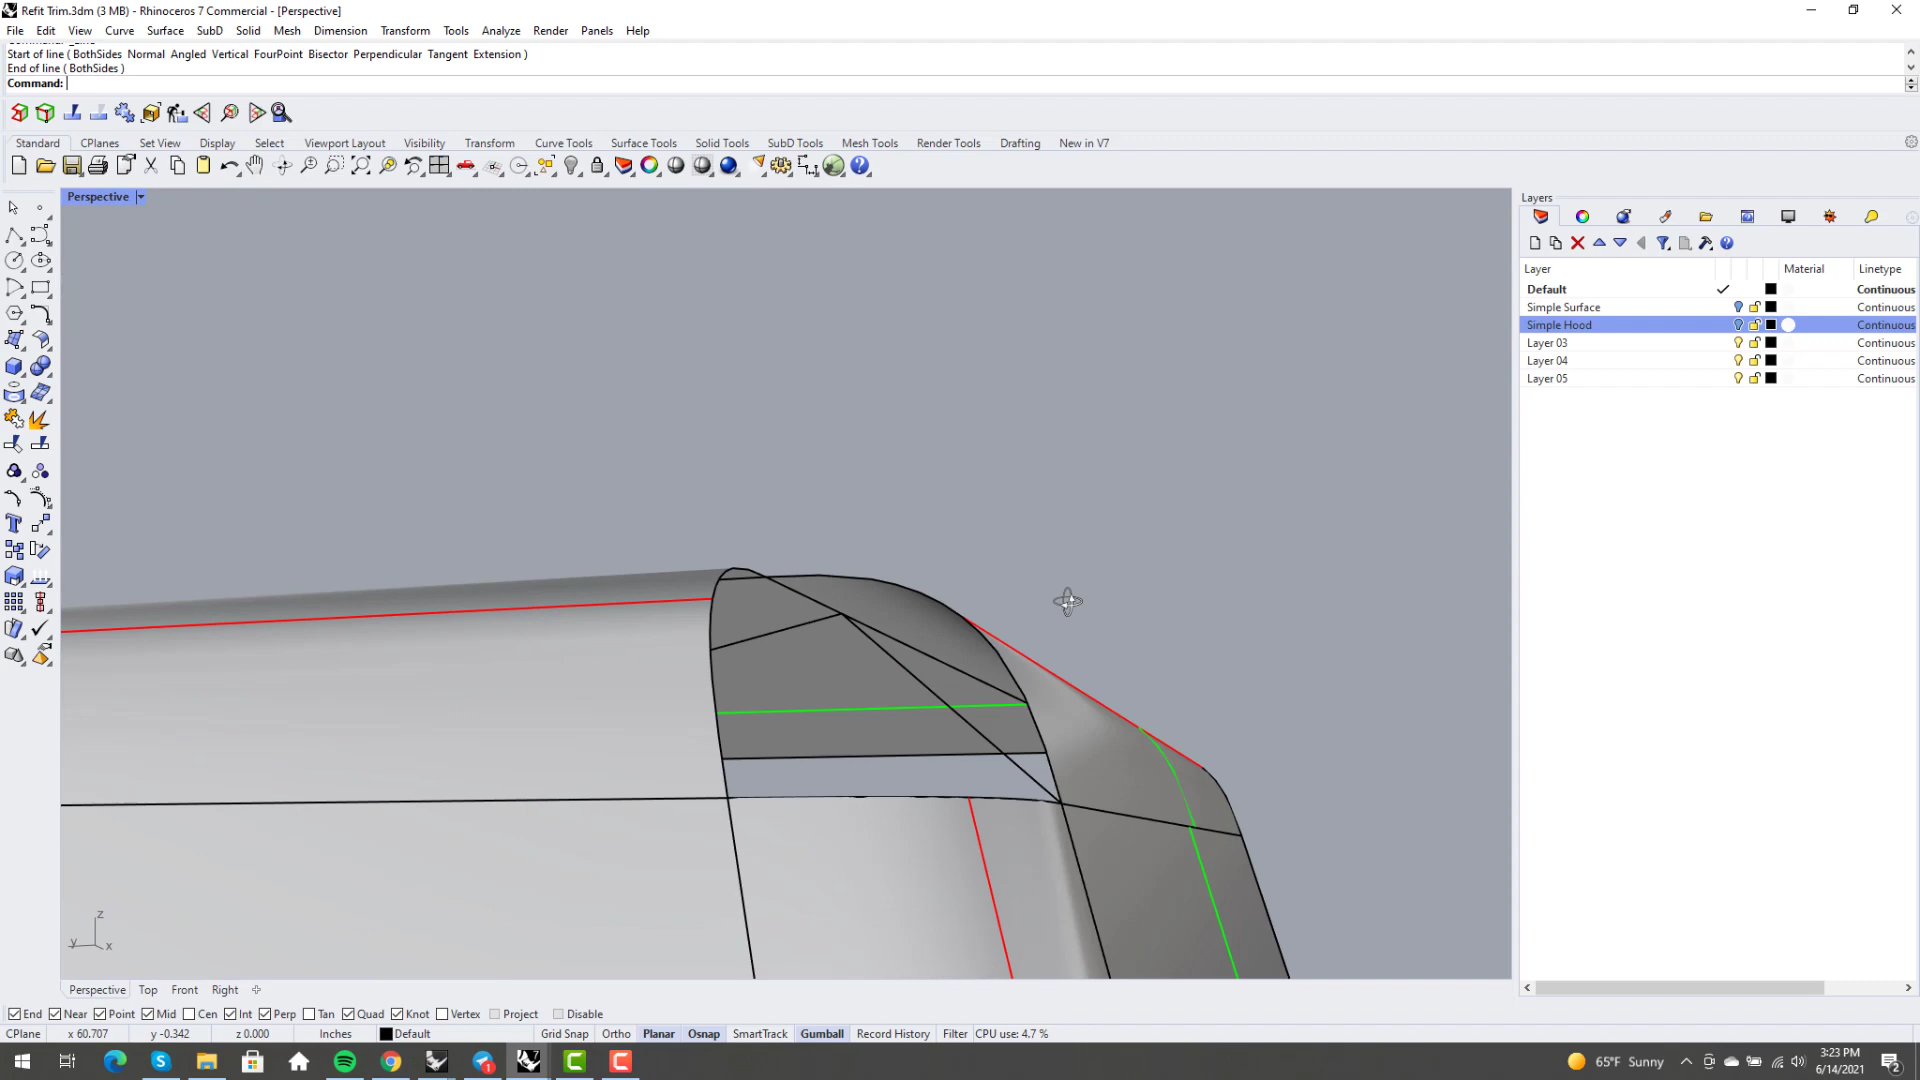 Refit Trim.3dm (3 MB) - Rhinoceros 7 Commercial - [Perspective]
File Edit View Curve Surface SubD Solid Mesh Dimension Transform Tools Analyze Render Panels Help
Start of line ( BothSides Normal Angled Vertical FourPoint Bisector Perpendicular Tangent Extension )
End of line ( BothSides )
Command:
Standard CPlanes Set View Display Select Viewport Layout Visibility Transform Curve Tools Surface Tools Solid Tools SubD Tools Mesh Tools Render Tools Drafting New in V7
Perspective
Layers
Layer Material Linetype
Default Continuous
Simple Surface Continuous
Simple Hood Continuous
Layer 03 Continuous
Layer 04 Continuous
Layer 05 Continuous
z
y x
Perspective Top Front Right
End Near Point Mid Cen Int Perp Tan Quad Knot Vertex Project Disable
CPlane x 60.707 y -0.342 z 0.000 Inches Default Grid Snap Ortho Planar Osnap SmartTrack Gumball Record History Filter CPU use: 4.7 %
1
65°F Sunny
3:23 PM
6/14/2021
2